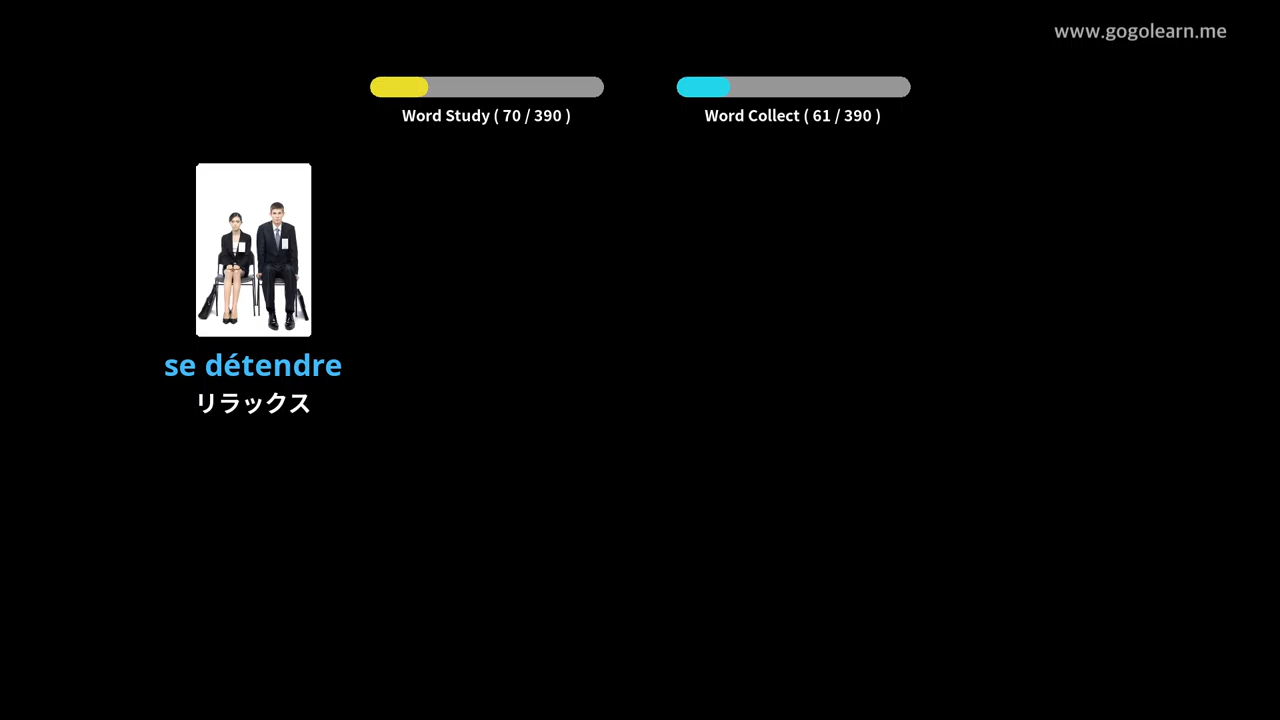 www.gogolearn.me
Word Study ( 70 / 390 )
Word Collect ( 61 / 390 )
se détendre
リラックス